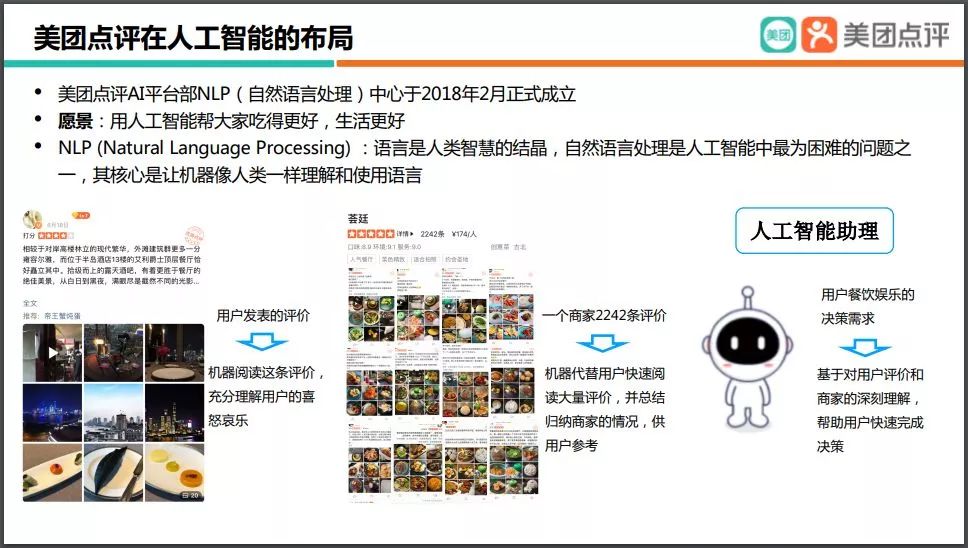 美团点评在人工智能的布局
美团
美团点评
• 美团点评AI平台部NLP（自然语言处理）中心于2018年2月正式成立
• 愿景：用人工智能帮大家吃得更好，生活更好
• NLP (Natural Language Processing) ：语言是人类智慧的结晶，自然语言处理是人工智能中最为困难的问题之
一，其核心是让机器像人类一样理解和使用语言
6月18日
打分
相较于对岸高楼林立的现代繁华，外滩建筑群更多一分
雍容尔雅，而位于半岛酒店13楼的艾利爵士顶层餐厅恰
好矗立其中。拾级而上的露天酒吧，有着更胜于餐厅的
绝佳美景，从白日到黑夜，满眼尽是截然不同的光影...
全文
推荐：帝王蟹炖蛋
20
用户发表的评价
机器阅读这条评价，
充分理解用户的喜
怒哀乐
荟廷
详情 2242条 ¥174/人
口味:8.9 环境:9.1 服务:9.0
创意菜 古北
人气餐厅 菜色精致 适合拍照 约会圣地
一个商家2242条评价
机器代替用户快速阅
读大量评价，并总结
归纳商家的情况，供
用户参考
人工智能助理
用户餐饮娱乐的
决策需求
基于对用户评价和
商家的深刻理解，
帮助用户快速完成
决策